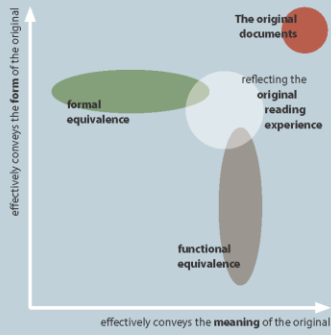 The original
documents
effectively conveys the form of the original
reflecting the
original
reading
experience
formal
equivalence
functional
equivalence
effectively conveys the meaning of the original